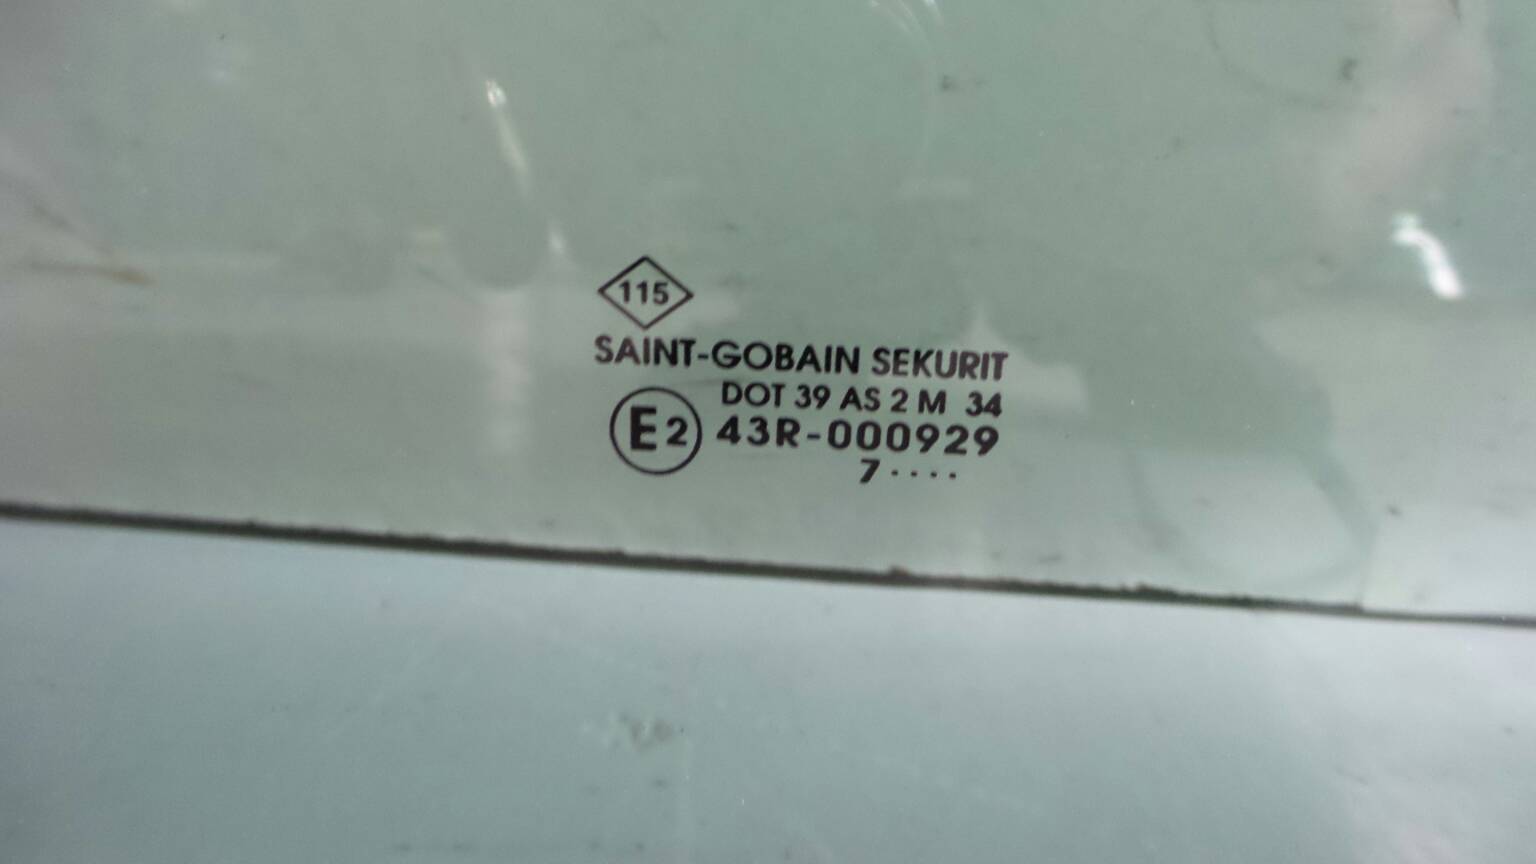 115
SAINT-GOBAIN SEKURIT
DOT 39 AS 2 M 34
E2 43R-000929
7····